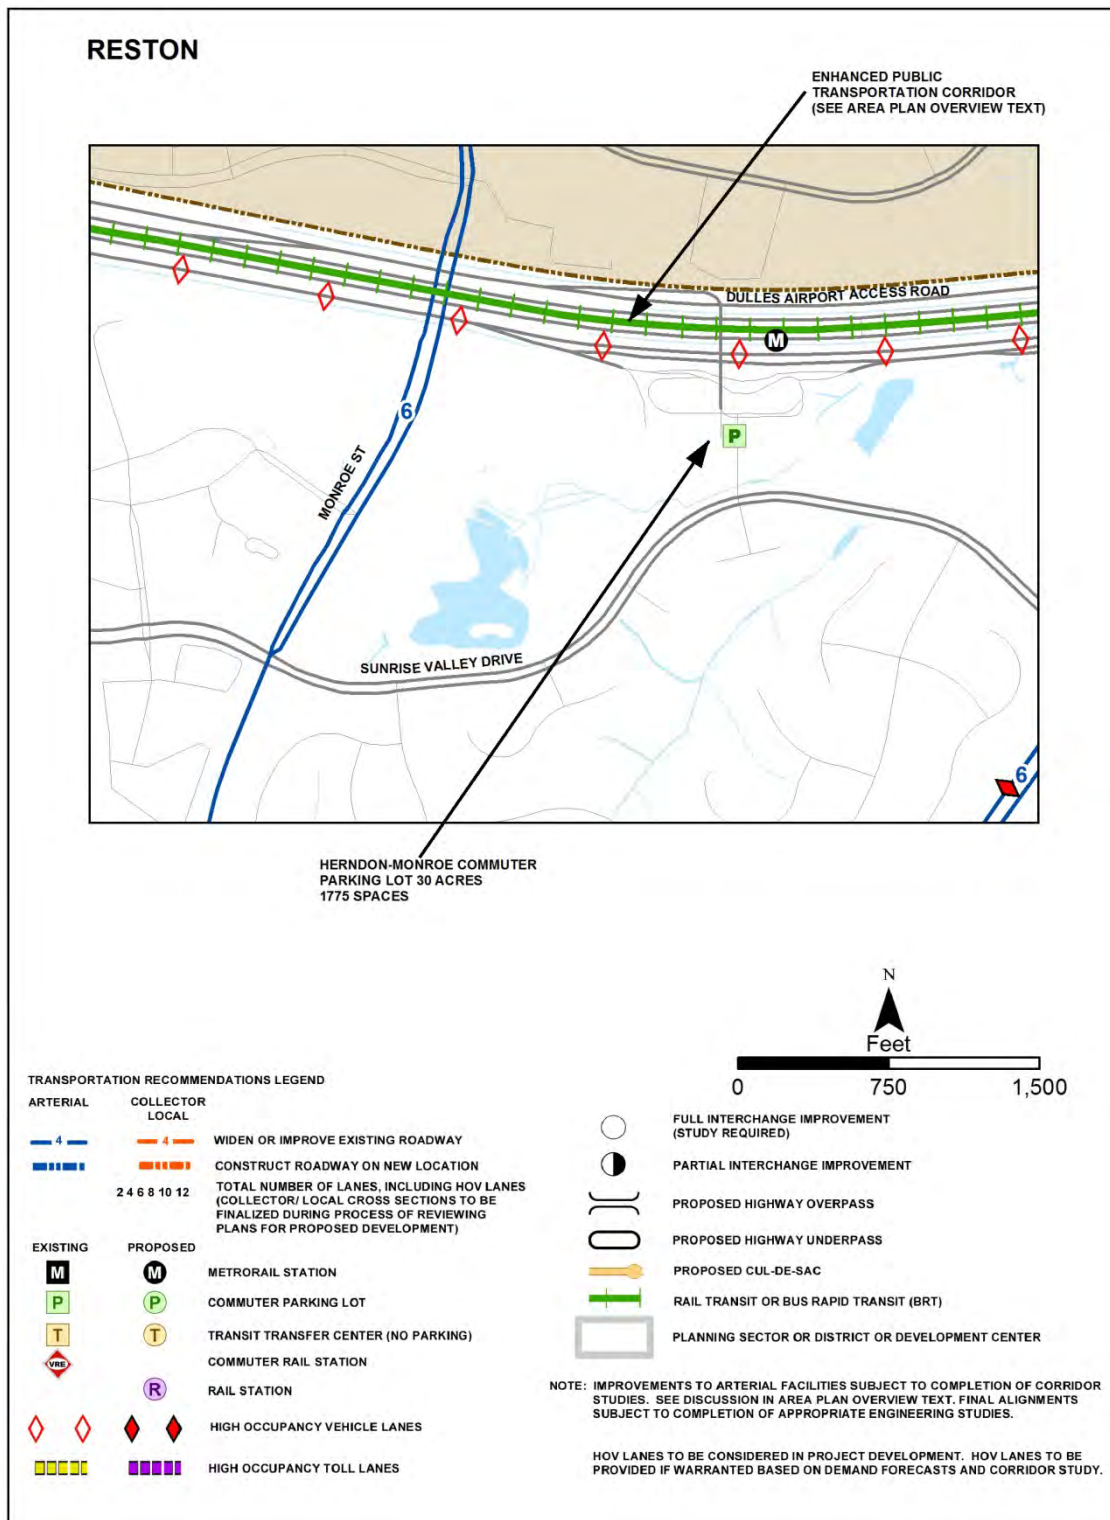 RESTON
ENHANCED PUBLIC
TRANSPORTATION CORRIDOR
(SEE AREA PLAN OVERVIEW TEXT)
DULLES AIRPORT ACCESS ROAD
M
6
P
MONROE ST
SUNRISE VALLEY DRIVE
6
HERNDON-MONROE COMMUTER
PARKING LOT 30 ACRES
1775 SPACES
N
Feet
0 750 1,500
TRANSPORTATION RECOMMENDATIONS LEGEND
ARTERIAL COLLECTOR
LOCAL
4 4 WIDEN OR IMPROVE EXISTING ROADWAY
CONSTRUCT ROADWAY ON NEW LOCATION
2 4 6 8 10 12 TOTAL NUMBER OF LANES, INCLUDING HOV LANES
(COLLECTOR/ LOCAL CROSS SECTIONS TO BE
FINALIZED DURING PROCESS OF REVIEWING
PLANS FOR PROPOSED DEVELOPMENT)
EXISTING PROPOSED
M M METRORAIL STATION
P P COMMUTER PARKING LOT
T T TRANSIT TRANSFER CENTER (NO PARKING)
VRE COMMUTER RAIL STATION
R RAIL STATION
HIGH OCCUPANCY VEHICLE LANES
HIGH OCCUPANCY TOLL LANES
FULL INTERCHANGE IMPROVEMENT
(STUDY REQUIRED)
PARTIAL INTERCHANGE IMPROVEMENT
PROPOSED HIGHWAY OVERPASS
PROPOSED HIGHWAY UNDERPASS
PROPOSED CUL-DE-SAC
RAIL TRANSIT OR BUS RAPID TRANSIT (BRT)
PLANNING SECTOR OR DISTRICT OR DEVELOPMENT CENTER
NOTE: IMPROVEMENTS TO ARTERIAL FACILITIES SUBJECT TO COMPLETION OF CORRIDOR
STUDIES. SEE DISCUSSION IN AREA PLAN OVERVIEW TEXT. FINAL ALIGNMENTS
SUBJECT TO COMPLETION OF APPROPRIATE ENGINEERING STUDIES.
HOV LANES TO BE CONSIDERED IN PROJECT DEVELOPMENT. HOV LANES TO BE
PROVIDED IF WARRANTED BASED ON DEMAND FORECASTS AND CORRIDOR STUDY.